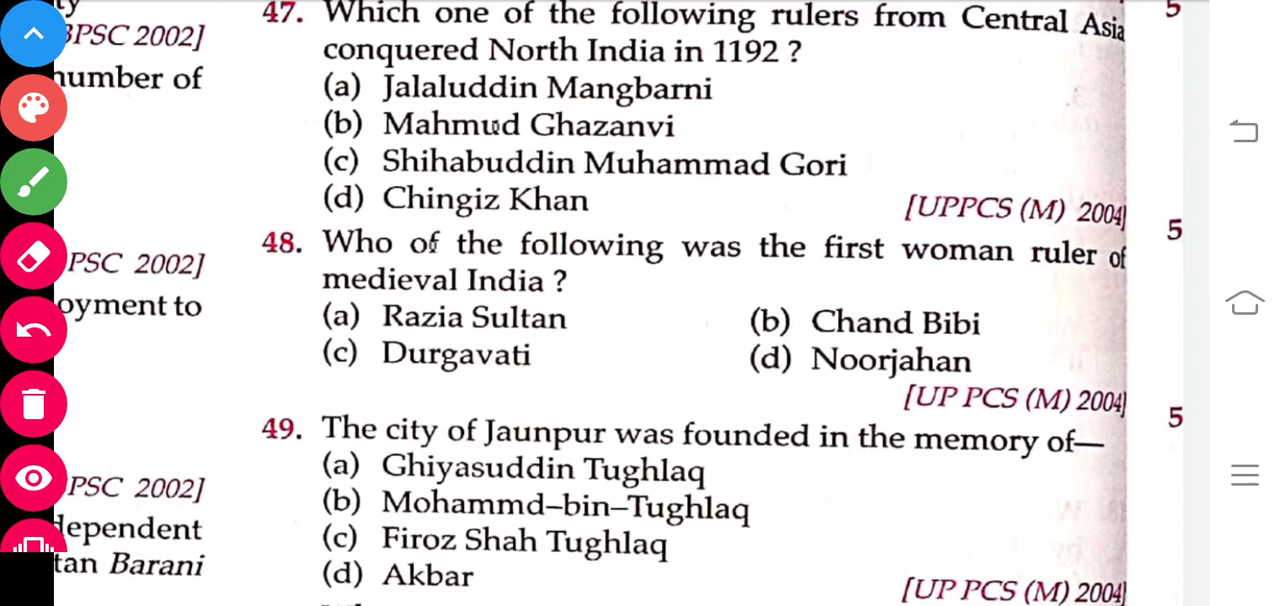 BPSC 2002]
number of
PSC 2002]
oyment to
PSC 2002]
dependent
tan Barani
47. Which one of the following rulers from Central Asia
conquered North India in 1192 ?
(a) Jalaluddin Mangbarni
(b) Mahmud Ghazanvi
(c) Shihabuddin Muhammad Gori
(d) Chingiz Khan
[UPPCS (M) 2004]
48. Who of the following was the first woman ruler of
medieval India ?
(a) Razia Sultan (b) Chand Bibi
(c) Durgavati (d) Noorjahan
[UP PCS (M) 2004]
49. The city of Jaunpur was founded in the memory of—
(a) Ghiyasuddin Tughlaq
(b) Mohammd–bin–Tughlaq
(c) Firoz Shah Tughlaq
(d) Akbar
[UP PCS (M) 2004]
5
5
5